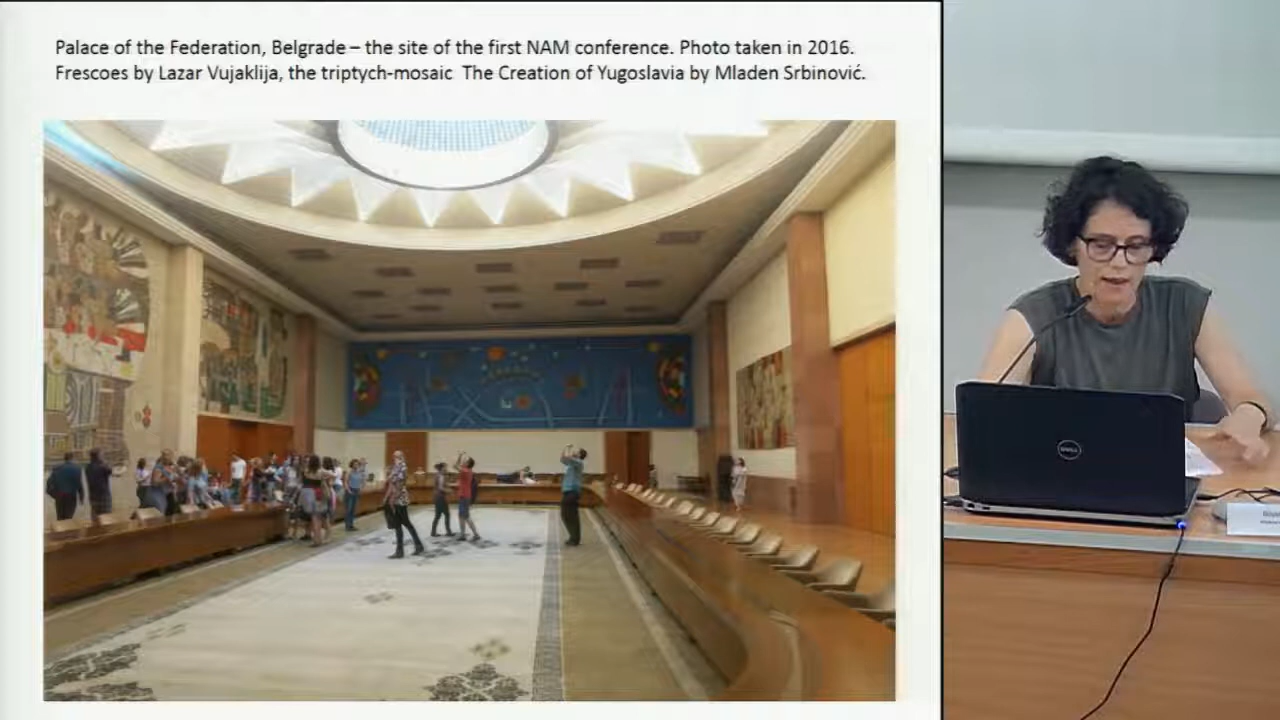 Palace of the Federation, Belgrade – the site of the first NAM conference. Photo taken in 2016.
Frescoes by Lazar Vujaklija, the triptych-mosaic  The Creation of Yugoslavia by Mladen Srbinović.
DELL